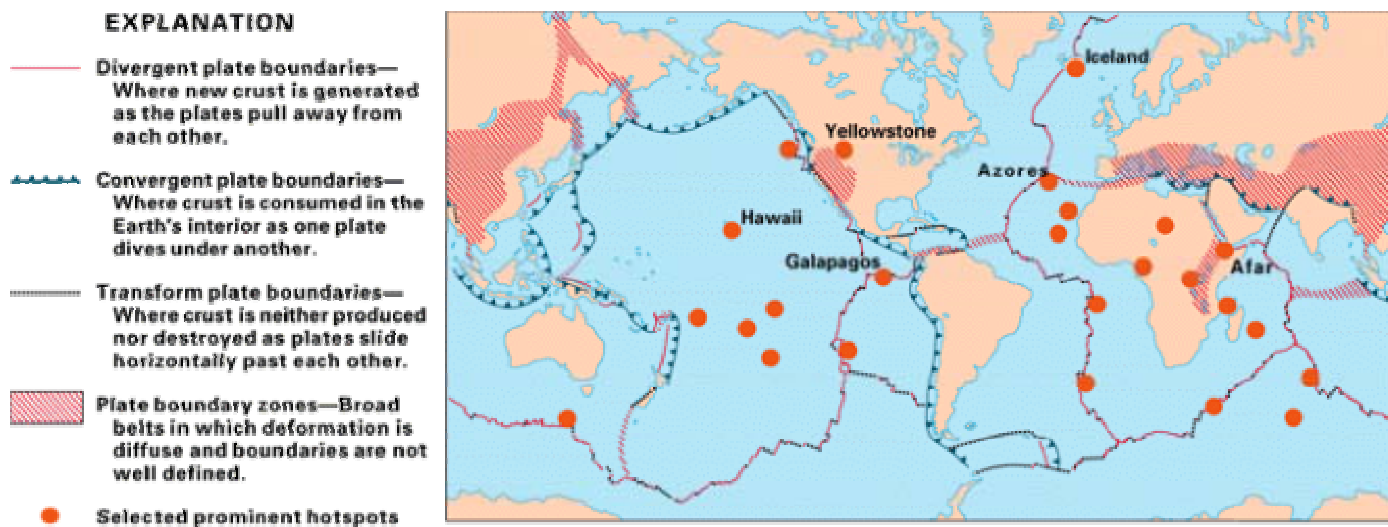 EXPLANATION
Divergent plate boundaries—
Where new crust is generated
as the plates pull away from
each other.
Convergent plate boundaries—
Where crust is consumed in the
Earth's interior as one plate
dives under another.
Transform plate boundaries—
Where crust is neither produced
nor destroyed as plates slide
horizontally past each other.
Plate boundary zones—Broad
belts in which deformation is
diffuse and boundaries are not
well defined.
Selected prominent hotspots
Iceland
Yellowstone
Azores
Hawaii
Galapagos
Afar